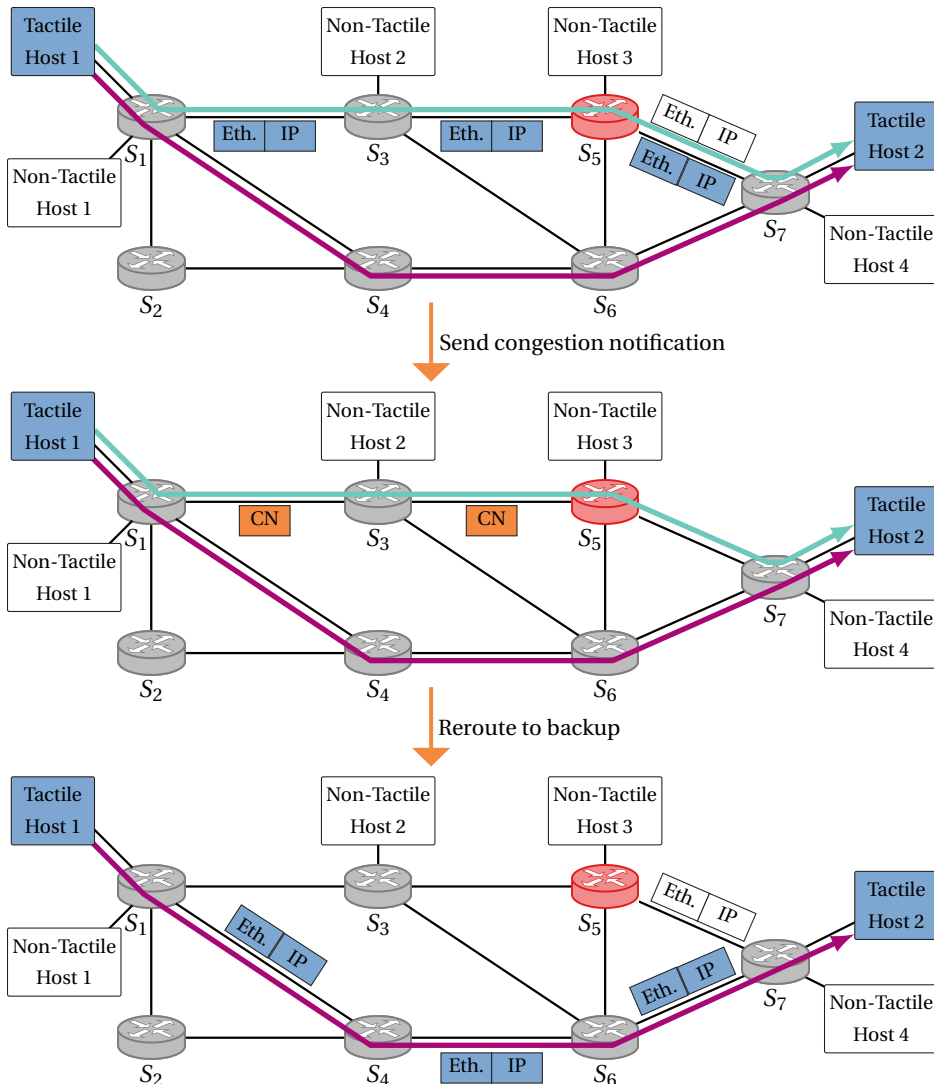 Tactile
Host 1
Non-Tactile
Host 2
Non-Tactile
Host 3
Eth. IP
Tactile
Host 2
Eth. IP
Eth. IP
Eth. IP
S1
S3
S5
Non-Tactile
Host 1
S7
Non-Tactile
Host 4
S2
S4
S6
Send congestion notification
Tactile
Host 1
Non-Tactile
Host 2
Non-Tactile
Host 3
Tactile
Host 2
CN
CN
S1
S3
S5
Non-Tactile
Host 1
S7
Non-Tactile
Host 4
S2
S4
S6
Reroute to backup
Tactile
Host 1
Non-Tactile
Host 2
Non-Tactile
Host 3
Eth. IP
Tactile
Host 2
S1
S3
S5
Eth. IP
Non-Tactile
Host 1
Eth. IP
S7
Non-Tactile
Host 4
S2
S4
S6
Eth. IP